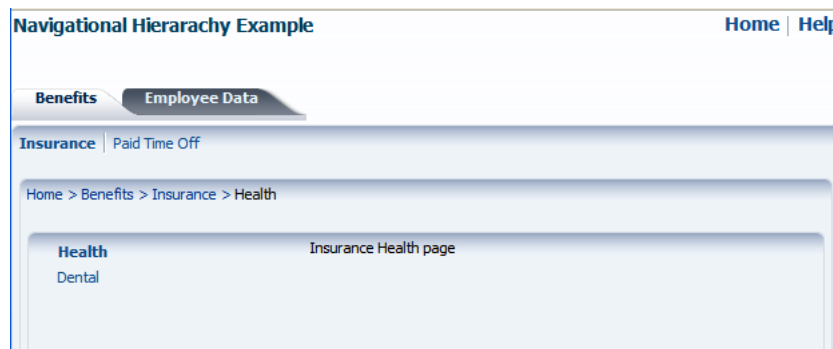 Navigational Hierarachy Example
Home | Help
Benefits Employee Data
Insurance | Paid Time Off
Home > Benefits > Insurance > Health
Health Insurance Health page
Dental